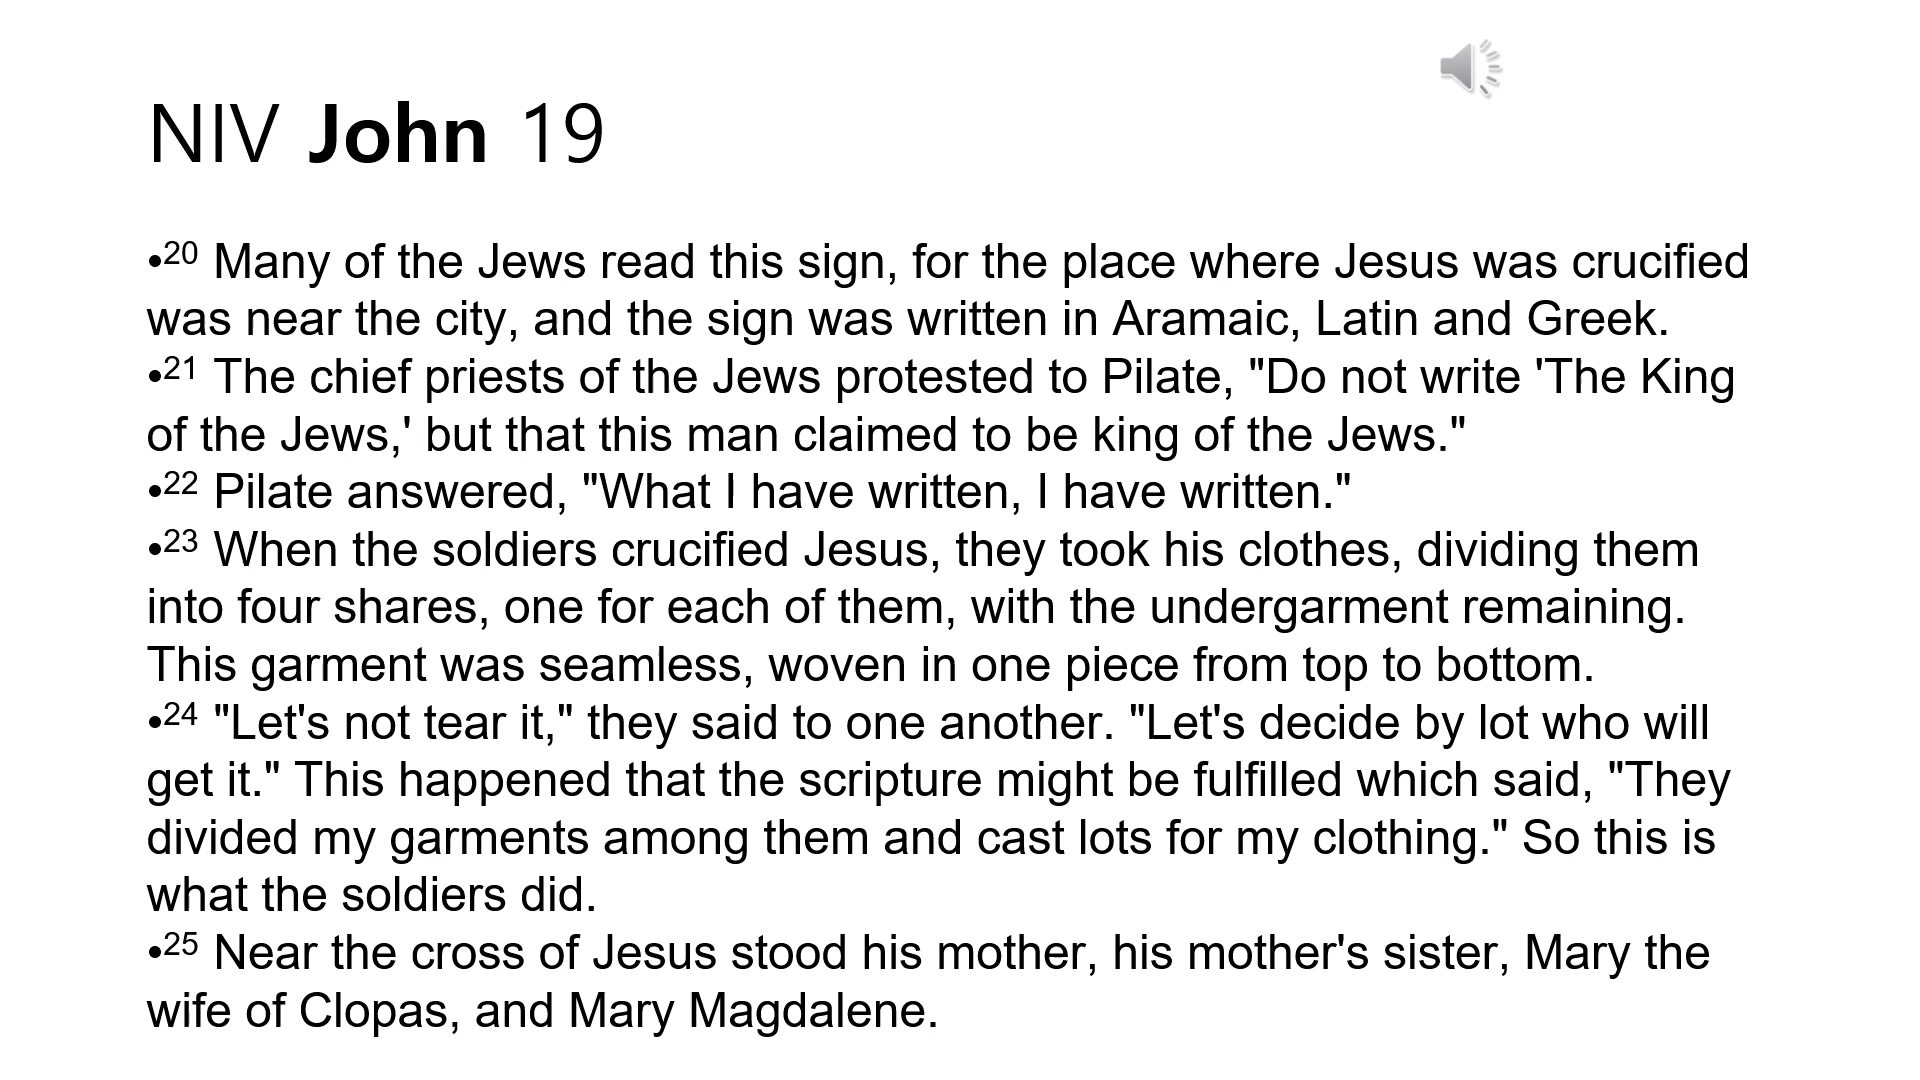 NIV John 19
•20 Many of the Jews read this sign, for the place where Jesus was crucified
was near the city, and the sign was written in Aramaic, Latin and Greek.
•21 The chief priests of the Jews protested to Pilate, "Do not write 'The King
of the Jews,' but that this man claimed to be king of the Jews."
•22 Pilate answered, "What I have written, I have written."
•23 When the soldiers crucified Jesus, they took his clothes, dividing them
into four shares, one for each of them, with the undergarment remaining.
This garment was seamless, woven in one piece from top to bottom.
•24 "Let's not tear it," they said to one another. "Let's decide by lot who will
get it." This happened that the scripture might be fulfilled which said, "They
divided my garments among them and cast lots for my clothing." So this is
what the soldiers did.
•25 Near the cross of Jesus stood his mother, his mother's sister, Mary the
wife of Clopas, and Mary Magdalene.